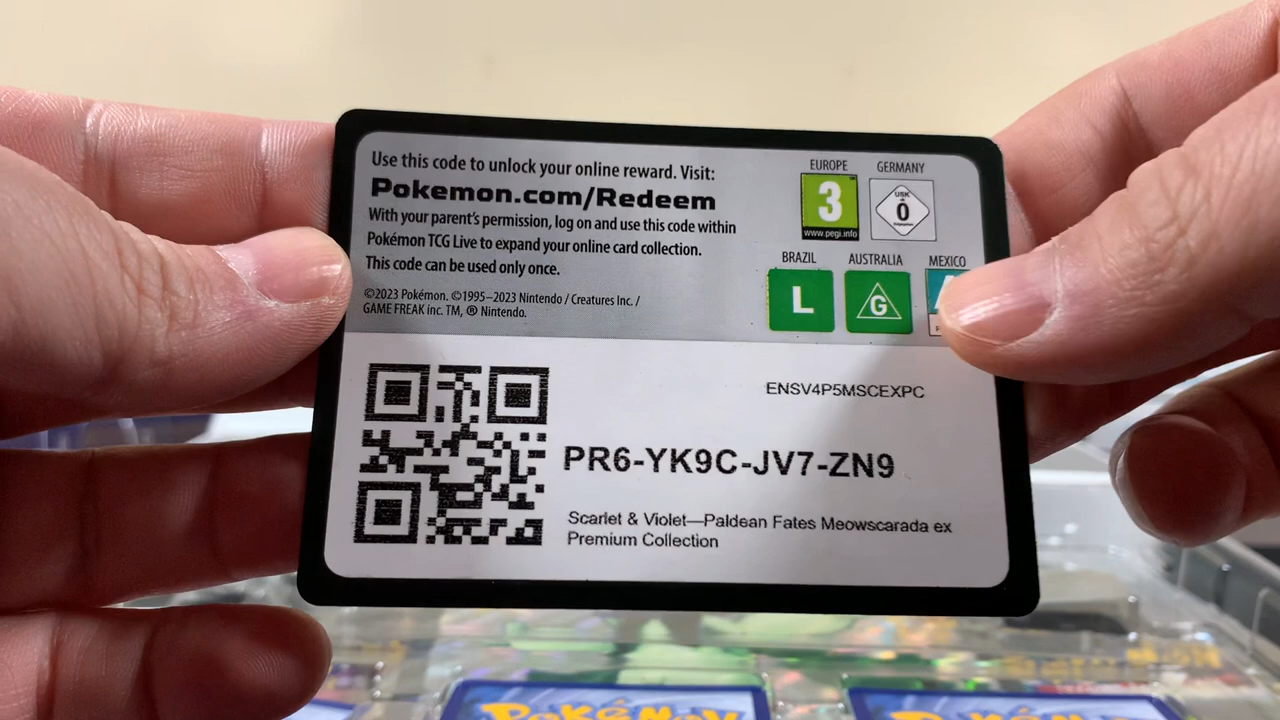 Use this code to unlock your online reward. Visit:
Pokemon.com/Redeem
With your parent's permission, log on and use this code within
Pokémon TCG Live to expand your online card collection.
This code can be used only once.
©2023 Pokémon. ©1995–2023 Nintendo / Creatures Inc. /
GAME FREAK inc. TM, ® Nintendo.
EUROPE GERMANY
3
www.pegi.info
USK
0
BRAZIL AUSTRALIA MEXICO
L G A
ENSV4P5MSCEXPC
PR6-YK9C-JV7-ZN9
Scarlet & Violet—Paldean Fates Meowscarada ex
Premium Collection
POKéMON POKéMON